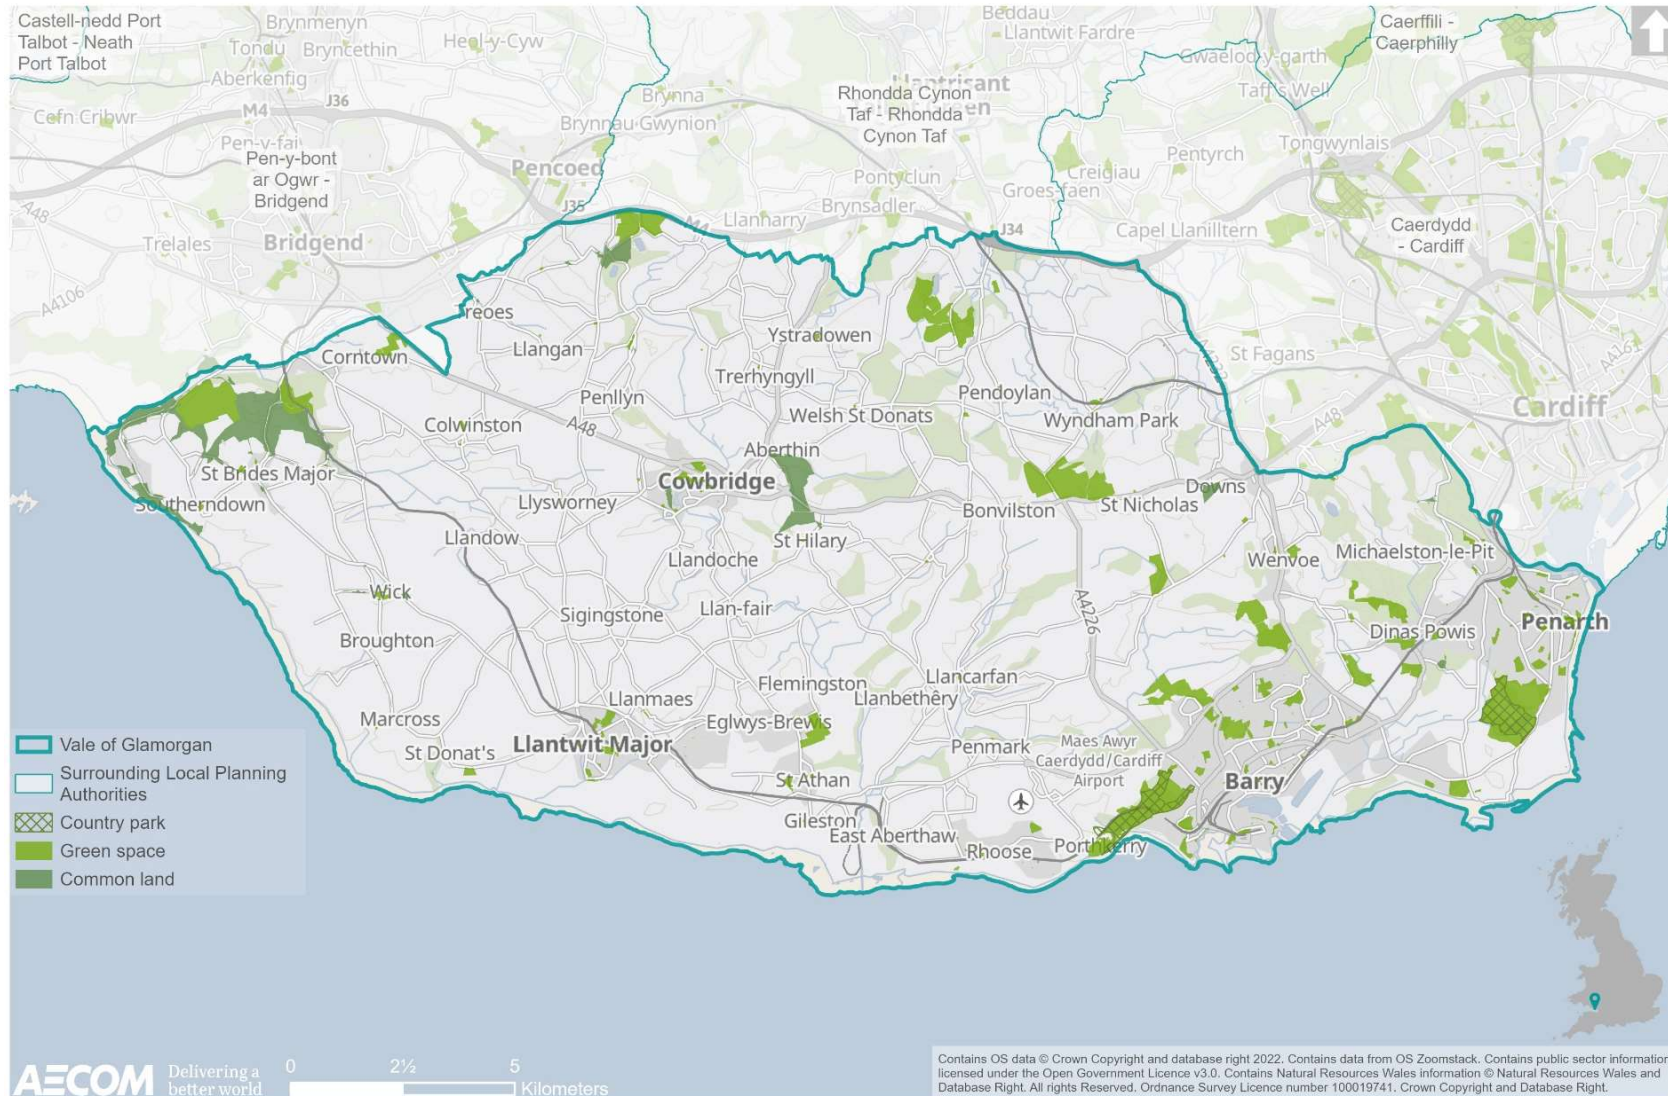 Castell-nedd Port
Talbot - Neath
Port Talbot
Brynmenyn
Tondu
Bryncethin
Heol-y-Cyw
Aberkenfig
M4
J36
Cefn Cribwr
Pen-y-fai
Pen-y-bont
ar Ogwr -
Bridgend
A48
Trelales
Bridgend
A4106
Pencoed
J35
Brynna
Brynnau Gwynion
Beddau
Llantwit Fardre
Rhondda Cynon
Taf - Rhondda
Cynon Taf
Pontyclun
Brynsadler
Llanharry
M4
Groes-faen
Creigiau
J34
Caerffili -
Caerphilly
Gwaelod-y-garth
Taff's Well
Tongwynlais
Pentyrch
Capel Llanilltern
Caerdydd
- Cardiff
St Fagans
A4232
A48
A4161
Cardiff
Corntown
Llangan
Ystradowen
Trerhyngyll
Penllyn
Colwinston
A48
Welsh St Donats
Pendoylan
Wyndham Park
Aberthin
St Brides Major
Southerndown
Cowbridge
Llysworney
Bonvilston
St Nicholas
Downs
Llandow
St Hilary
Llandoche
Wenvoe
Michaelston-le-Pit
Wick
Sigingstone
Llan-fair
A4226
Broughton
Dinas Powis
Penarth
Llanmaes
Flemingston
Llancarfan
Llanbethêry
Marcross
Eglwys-Brewis
St Donat's
Llantwit Major
Penmark
Maes Awyr
Caerdydd/Cardiff
Airport
St Athan
Barry
Gileston
East Aberthaw
Rhoose
Porthkerry
Vale of Glamorgan
Surrounding Local Planning
Authorities
Country park
Green space
Common land
AECOM
Delivering a
better world
0 2½ 5
Kilometers
Contains OS data © Crown Copyright and database right 2022. Contains data from OS Zoomstack. Contains public sector information
licensed under the Open Government Licence v3.0. Contains Natural Resources Wales information © Natural Resources Wales and
Database Right. All rights Reserved. Ordnance Survey Licence number 100019741. Crown Copyright and Database Right.